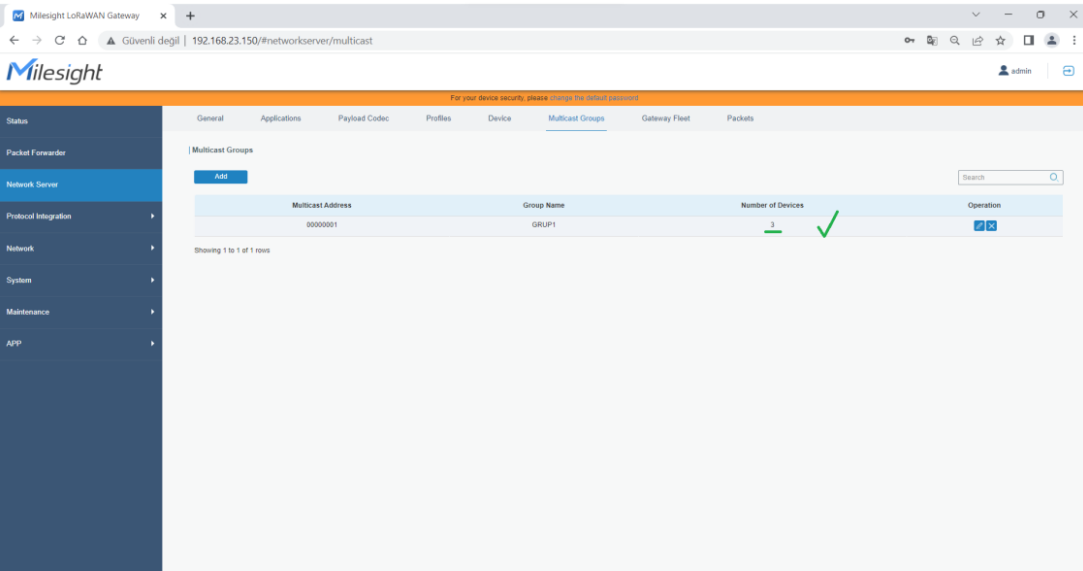 Milesight LoRaWAN Gateway
Güvenli değil | 192.168.23.150/#networkserver/multicast
Milesight
admin
For your device security, please change the default password
Status
Packet Forwarder
Network Server
Protocol Integration
Network
System
Maintenance
APP
General Applications Payload Codec Profiles Device Multicast Groups Gateway Fleet Packets
Multicast Groups
Add
Search
Multicast Address Group Name Number of Devices Operation
00000001 GRUP1 3
Showing 1 to 1 of 1 rows